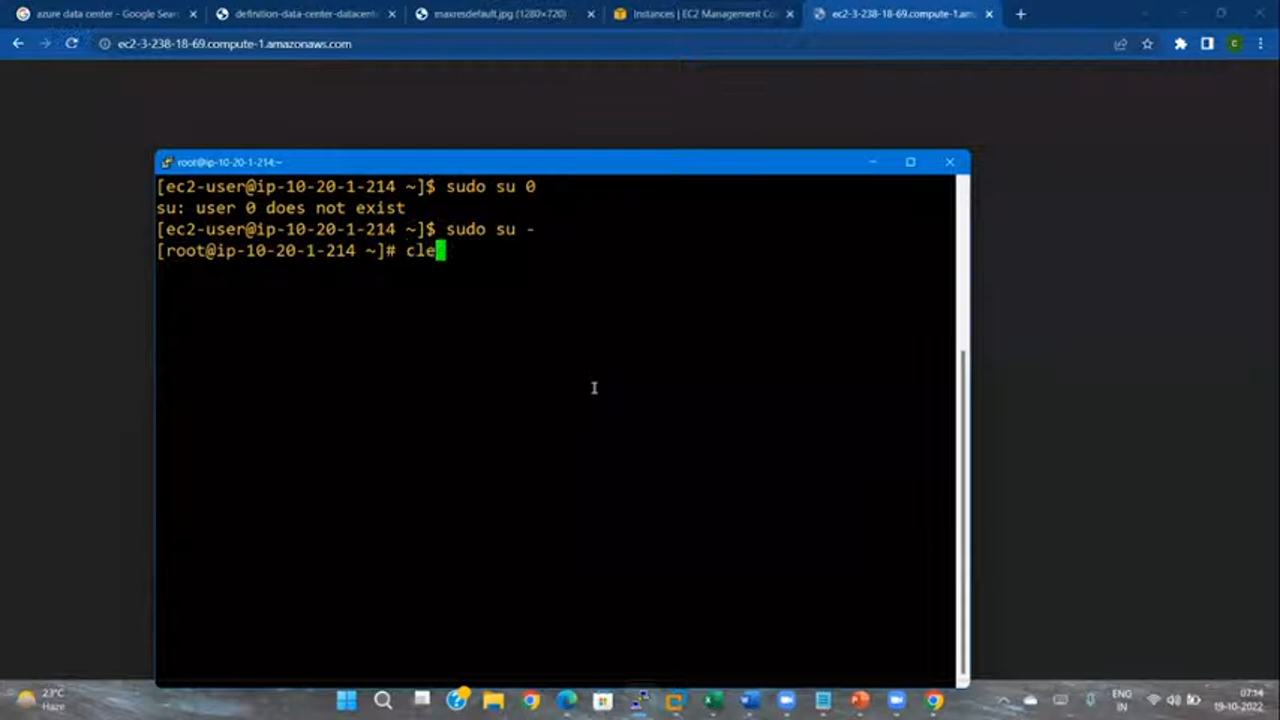 azure data center - Google Sear
definition-data-center-datacent
maxresdefault.jpg (1280×720)
Instances | EC2 Management Co
ec2-3-238-18-69.compute-1.ama
ec2-3-238-18-69.compute-1.amazonaws.com
root@ip-10-20-1-214:~
[ec2-user@ip-10-20-1-214 ~]$ sudo su 0
su: user 0 does not exist
[ec2-user@ip-10-20-1-214 ~]$ sudo su -
[root@ip-10-20-1-214 ~]# cle
23°C
Haze
ENG
IN
07:14
19-10-2022